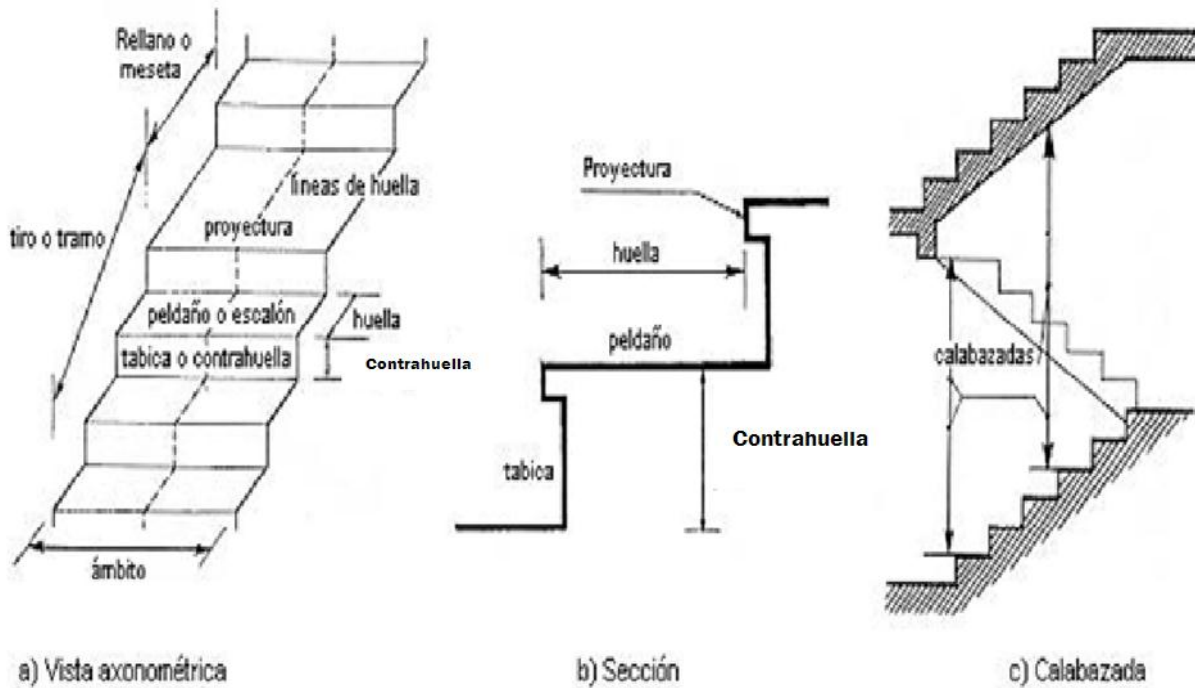 Rellano o
meseta
líneas de huella
tiro o tramo
proyectura
peldaño o escalón
huella
tabica o contrahuella
Contrahuella
ámbito
a) Vista axonométrica
Proyectura
huella
peldaño
Contrahuella
tabica
b) Sección
calabazadas
c) Calabazada